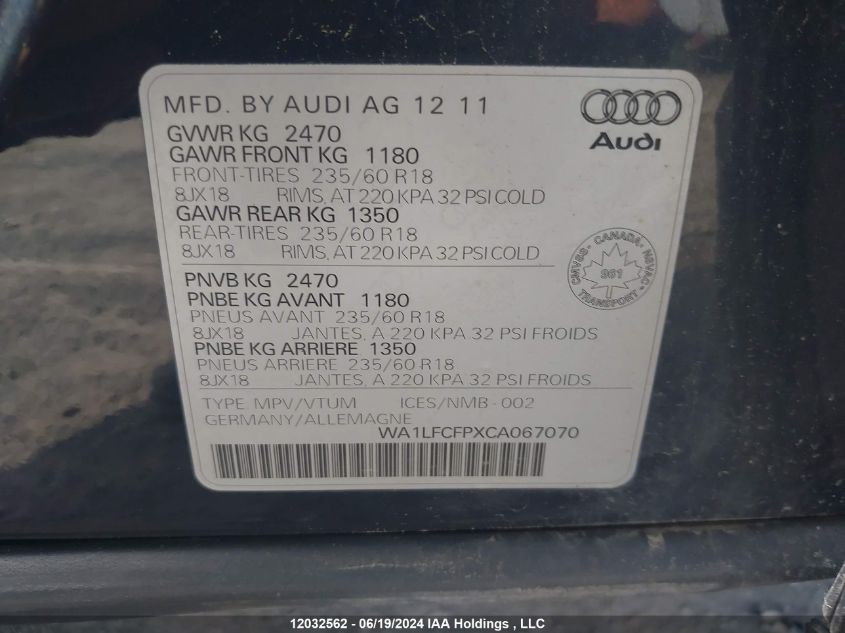 MFD. BY AUDI AG 12 11
Audi
GVWR KG 2470
GAWR FRONT KG 1180
FRONT-TIRES 235/60 R18
8JX18 RIMS, AT 220 KPA 32 PSI COLD
GAWR REAR KG 1350
REAR-TIRES 235/60 R18
8JX18 RIMS, AT 220 KPA 32 PSI COLD
CMVSS - CANADA - NSVAC -
961
TRANSPORT
PNVB KG 2470
PNBE KG AVANT 1180
PNEUS AVANT 235/60 R18
8JX18 JANTES, A 220 KPA 32 PSI FROIDS
PNBE KG ARRIERE 1350
PNEUS ARRIERE 235/60 R18
8JX18 JANTES, A 220 KPA 32 PSI FROIDS
TYPE. MPV/VTUM ICES/NMB-002
GERMANY/ALLEMAGNE
WA1LFCFPXCA067070
12032562 - 06/19/2024 IAA Holdings , LLC